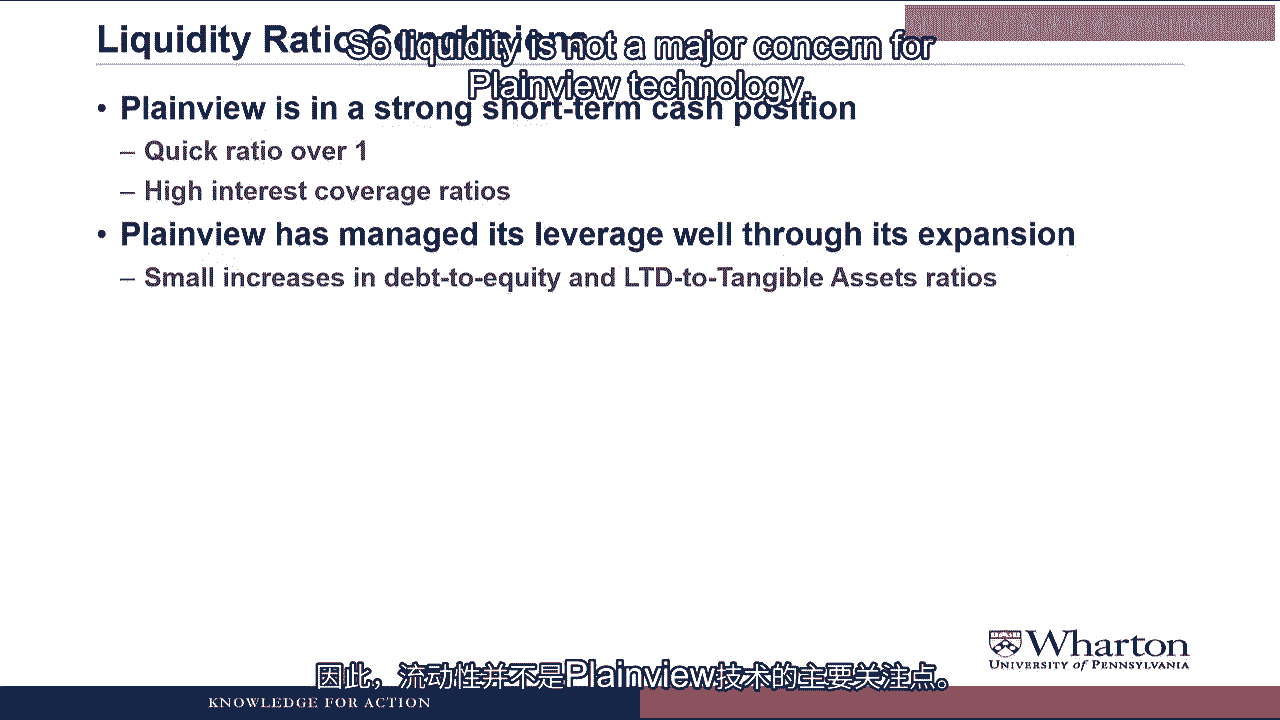 Liquidity Ratio Conclusions
So liquidity is not a major concern for
Plainview technology.
• Plainview is in a strong short-term cash position
– Quick ratio over 1
– High interest coverage ratios
• Plainview has managed its leverage well through its expansion
– Small increases in debt-to-equity and LTD-to-Tangible Assets ratios
Wharton
UNIVERSITY of PENNSYLVANIA
因此，流动性并不是Plainview技术的主要关注点。
KNOWLEDGE FOR ACTION